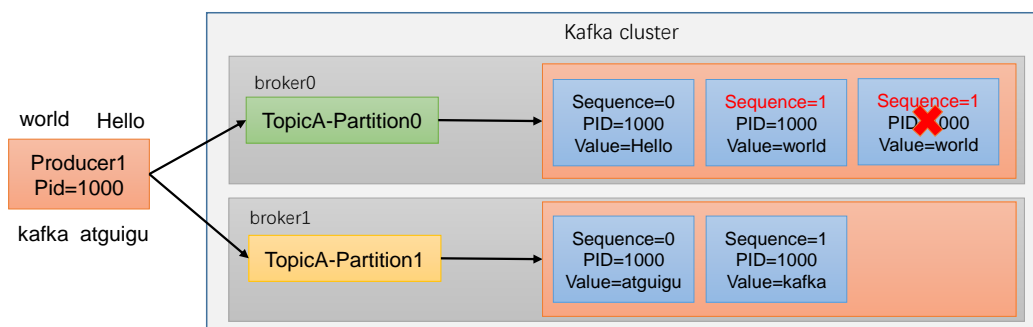 Kafka cluster
broker0
world Hello
TopicA-Partition0
Sequence=0
PID=1000
Value=Hello
Sequence=1
PID=1000
Value=world
Sequence=1
PID=1000
Value=world
Producer1
Pid=1000
kafka atguigu
broker1
TopicA-Partition1
Sequence=0
PID=1000
Value=atguigu
Sequence=1
PID=1000
Value=kafka